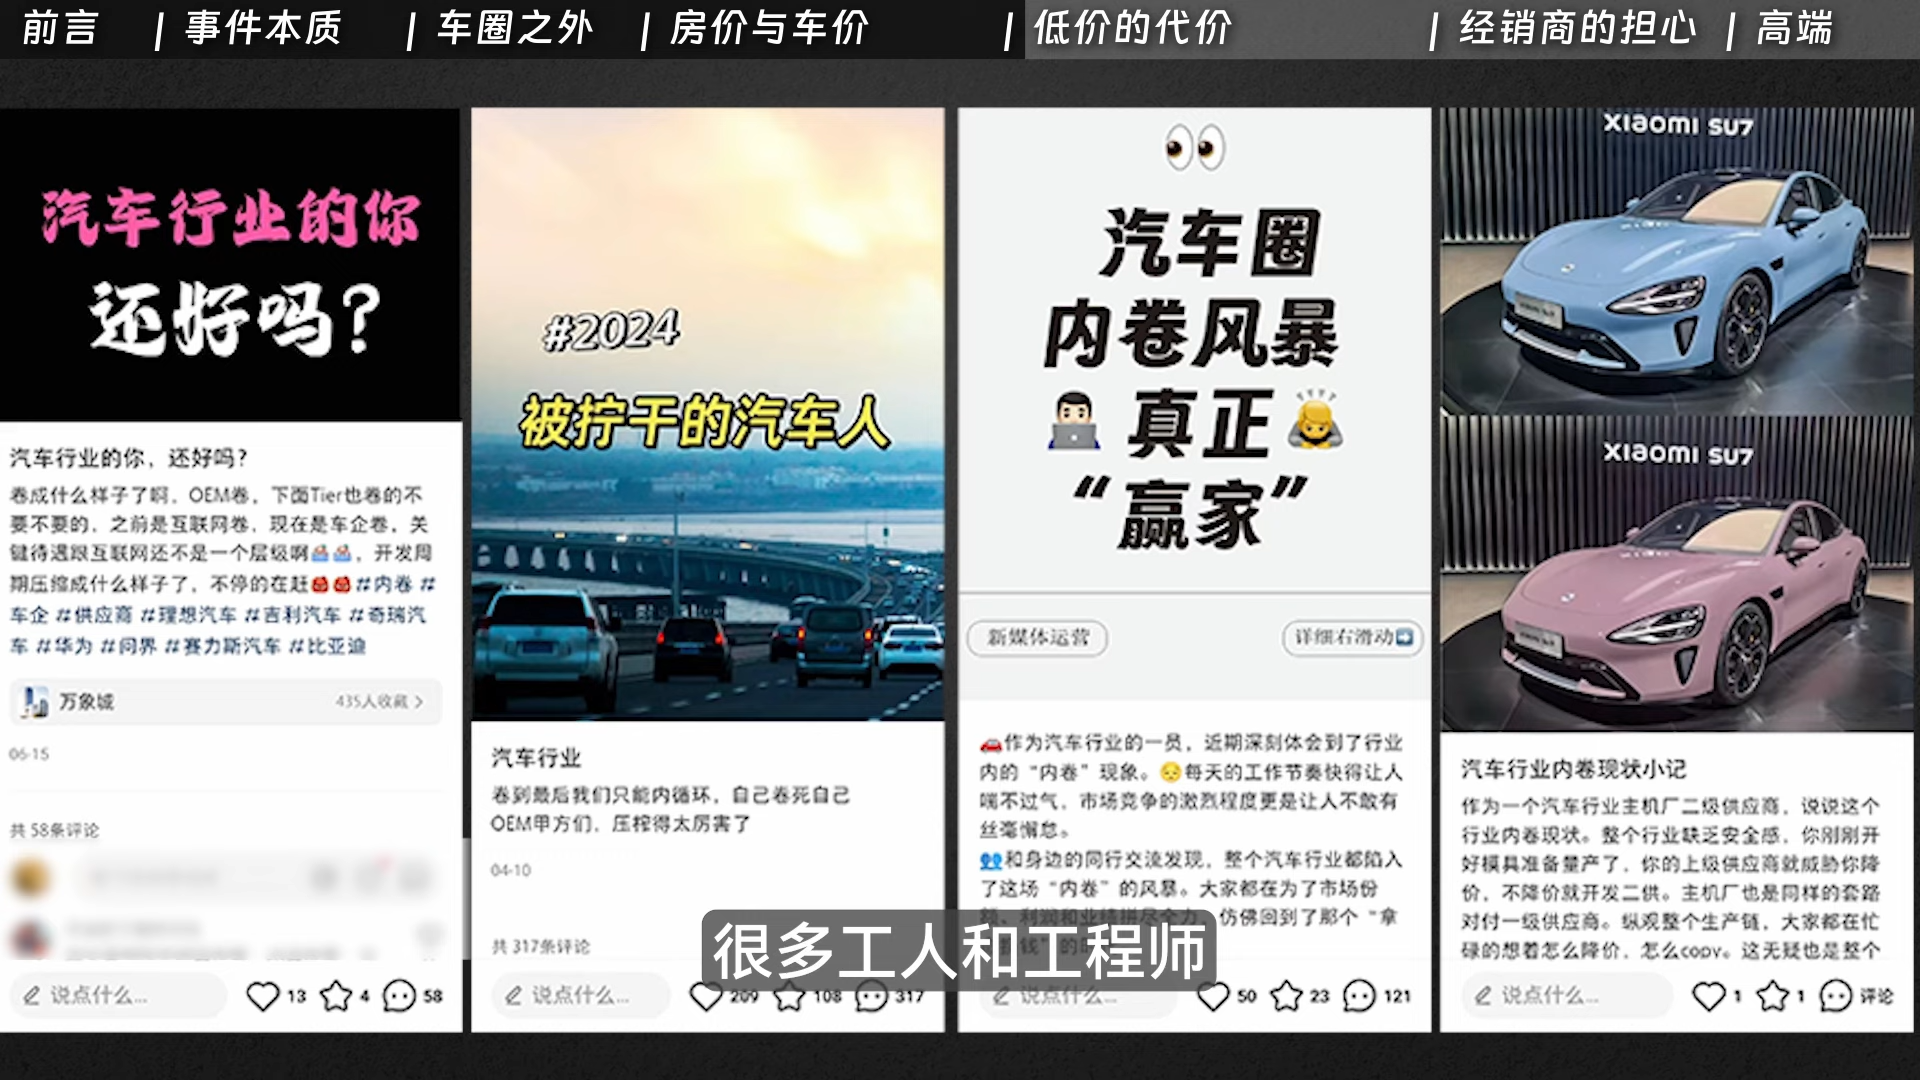 前言 | 事件本质 | 车圈之外 | 房价与车价 | 低价的代价 | 经销商的担心 | 高端
汽车行业的你
还好吗？
汽车行业的你，还好吗？
卷成什么样子了啊，OEM卷，下面Tier也卷的不
要不要的，之前是互联网卷，现在是车企卷，关
键待遇跟互联网还不是一个层级啊，开发周
期压缩成什么样子了，不停的在赶#内卷 #
车企 #供应商 #理想汽车 #吉利汽车 #奇瑞汽
车 #华为 #问界 #赛力斯汽车 #比亚迪
万象城 435人收藏
06-15
共 58条评论
说点什么... 13 4 58
#2024
被拧干的汽车人
汽车行业
卷到最后我们只能内循环，自己卷死自己
OEM甲方们，压榨得太厉害了
04-10
共 317条评论
说点什么... 209 108 317
汽车圈
内卷风暴
真正
“赢家”
新媒体运营 详细右滑动
作为汽车行业的一员，近期深刻体会到了行业
内的“内卷”现象。每天的工作节奏快得让人
喘不过气，市场竞争的激烈程度更是让人不敢有
丝毫懈怠。
和身边的同行交流发现，整个汽车行业都陷入
了这场“内卷”的风暴。大家都在为了市场份
额、利润和业绩拼尽全力，仿佛回到了那个“拿
说点什么... 50 23 121
XIAOMI SU7
XIAOMI SU7
汽车行业内卷现状小记
作为一个汽车行业主机厂二级供应商，说说这个
行业内卷现状。整个行业缺乏安全感，你刚刚开
好模具准备量产了，你的上级供应商就威胁你降
价，不降价就开发二供。主机厂也是同样的套路
对付一级供应商。纵观整个生产链，大家都在忙
碌的想着怎么降价，怎么copy。这无疑也是整个
说点什么... 1 1 评论
很多工人和工程师